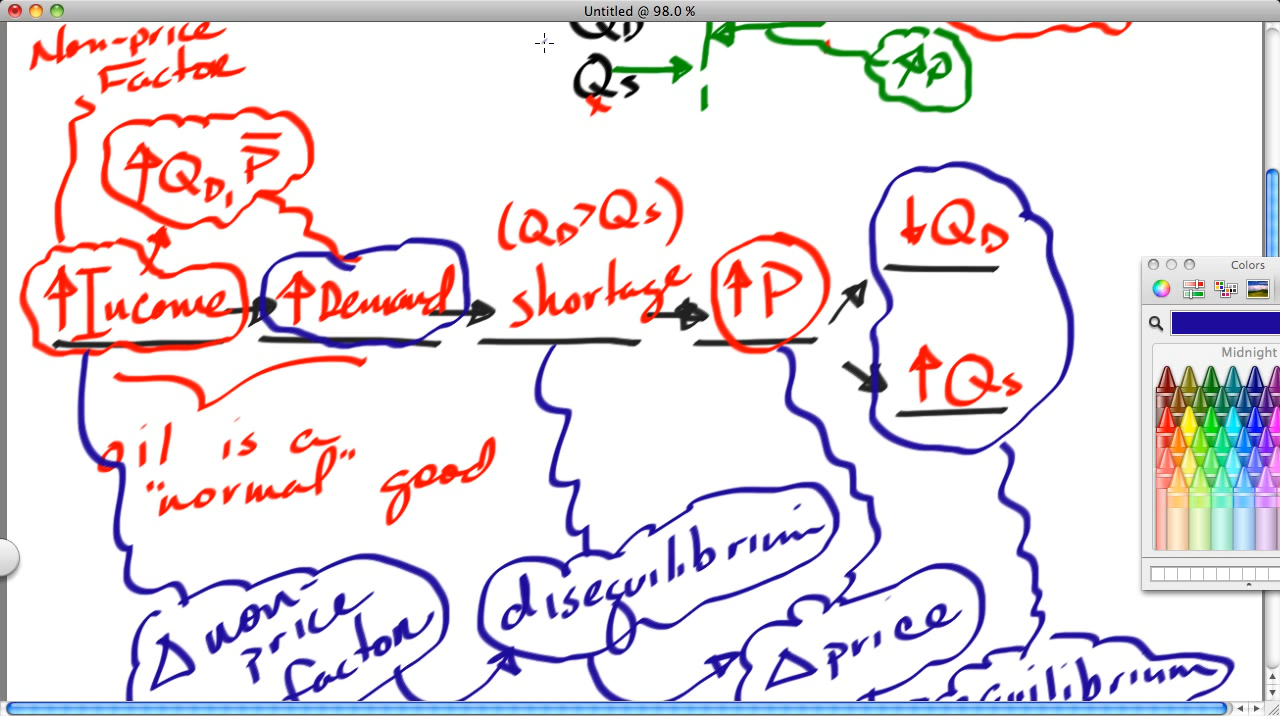 Untitled @ 98.0 %
Non-price
Factor
QD
Qs
x
↑P
↑QD, P̅
(QD>Qs)
↑Income → ↑Demand → shortage → ↑P
↓QD
↑Qs
oil is a
"normal" good
Δ non-
price
factor
disequilibrium
Δ price
Colors
Midnight